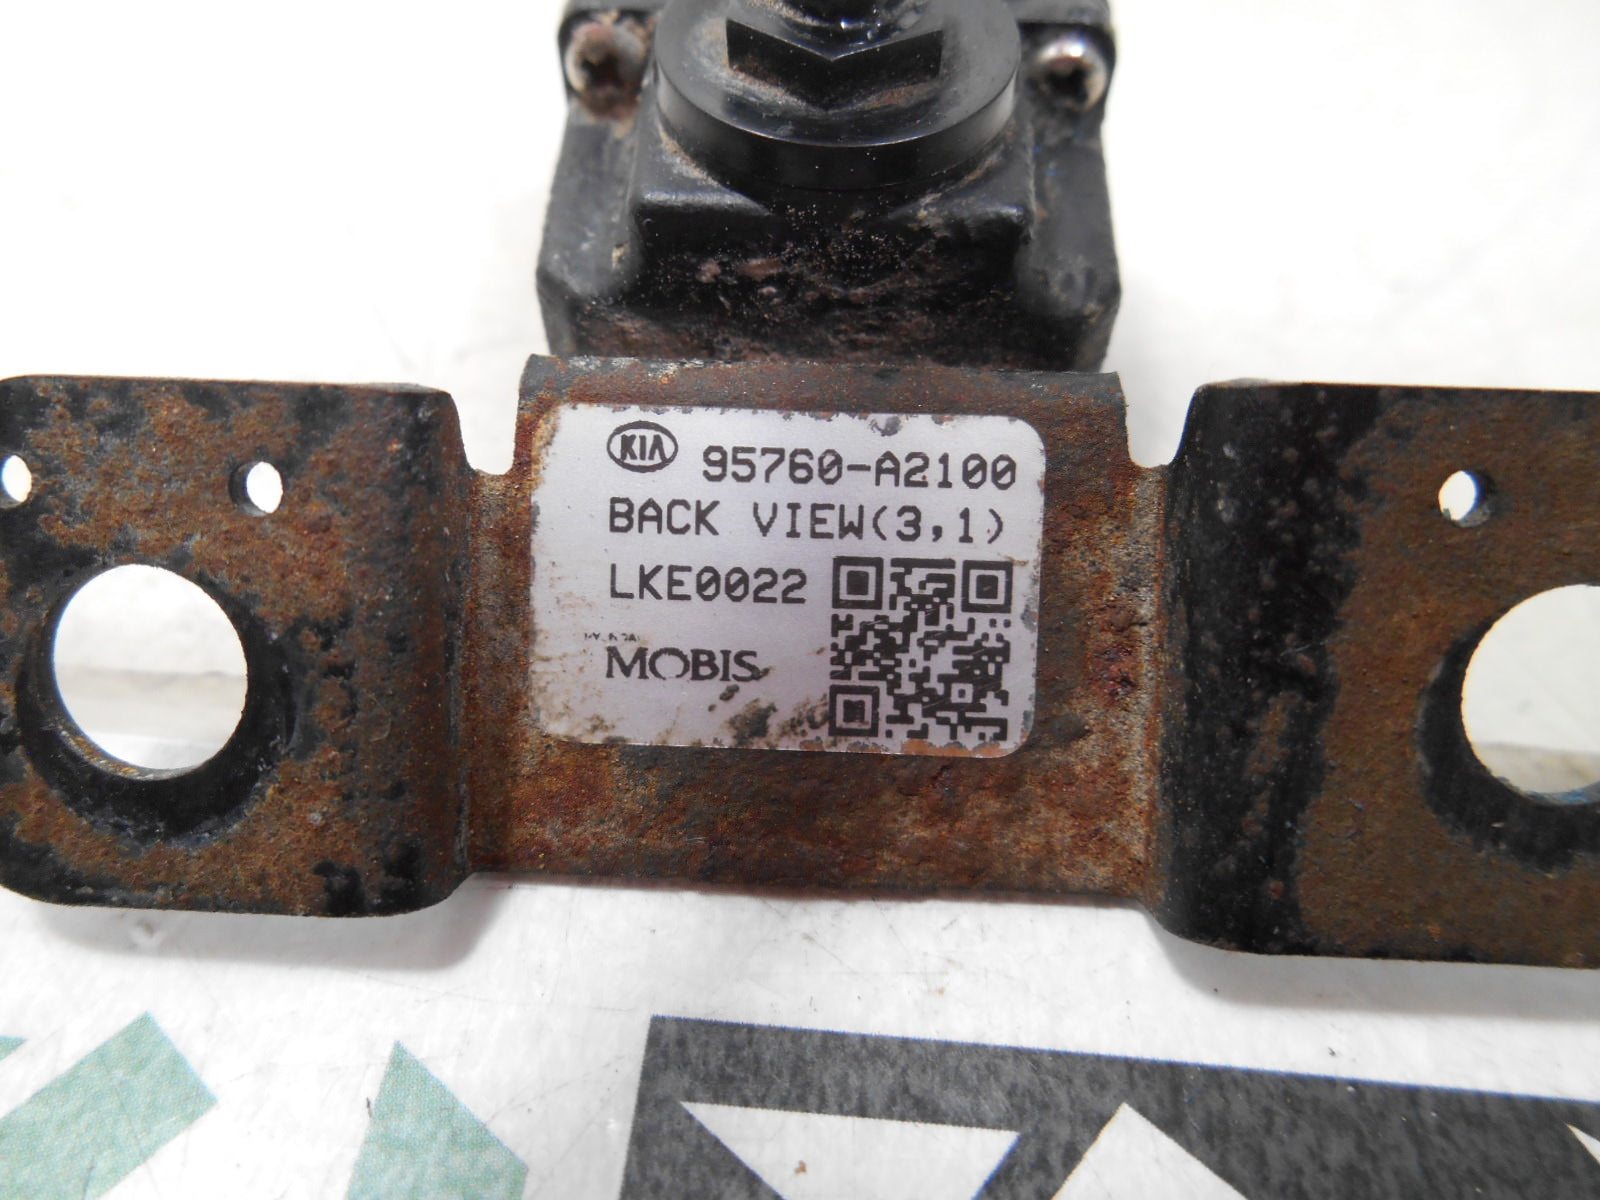 KIA 95760-A2100
BACK VIEW(3,1)
LKE0022
MOBIS